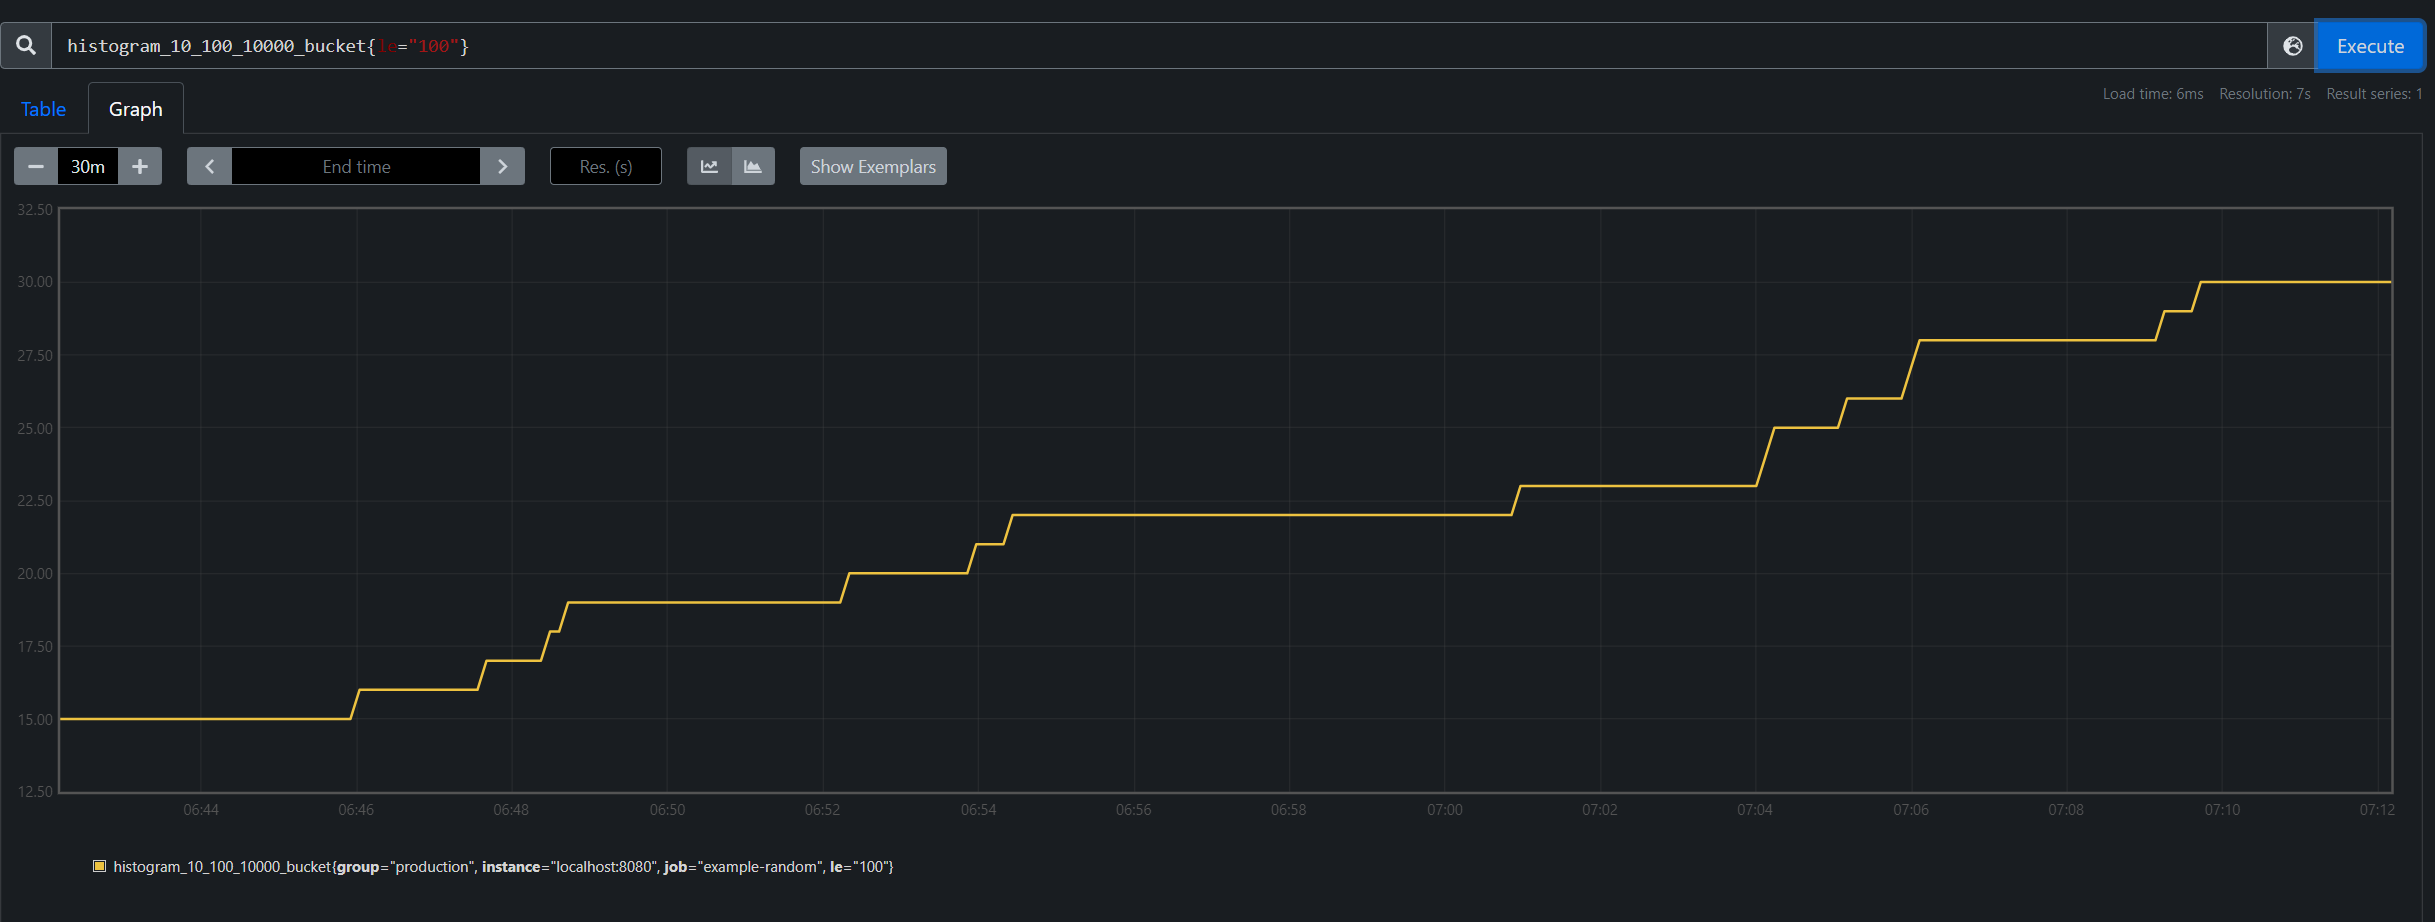 histogram_10_100_10000_bucket{le="100"}
Execute
Load time: 6ms Resolution: 7s Result series: 1
Table Graph
30m End time Res. (s) Show Exemplars
32.50
30.00
27.50
25.00
22.50
20.00
17.50
15.00
12.50
06:44 06:46 06:48 06:50 06:52 06:54 06:56 06:58 07:00 07:02 07:04 07:06 07:08 07:10 07:12
histogram_10_100_10000_bucket{group="production", instance="localhost:8080", job="example-random", le="100"}